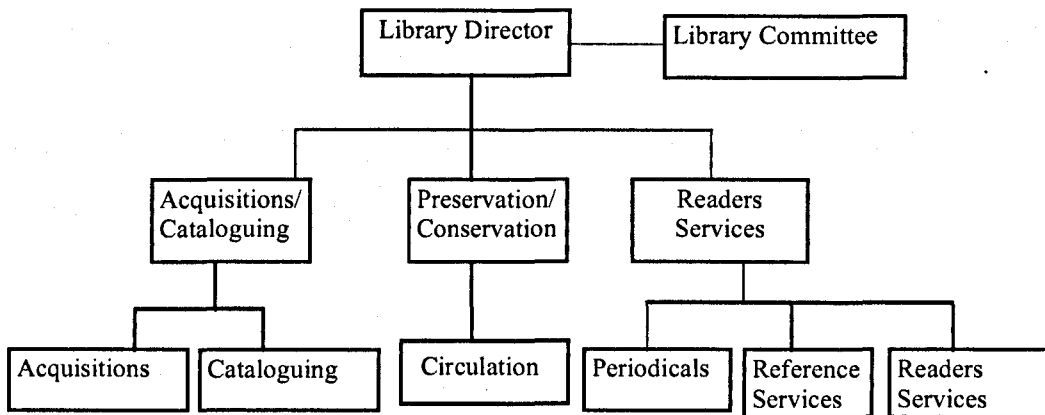 Library Director
Library Committee
Acquisitions/
Cataloguing
Preservation/
Conservation
Readers
Services
Acquisitions
Cataloguing
Circulation
Periodicals
Reference
Services
Readers
Services